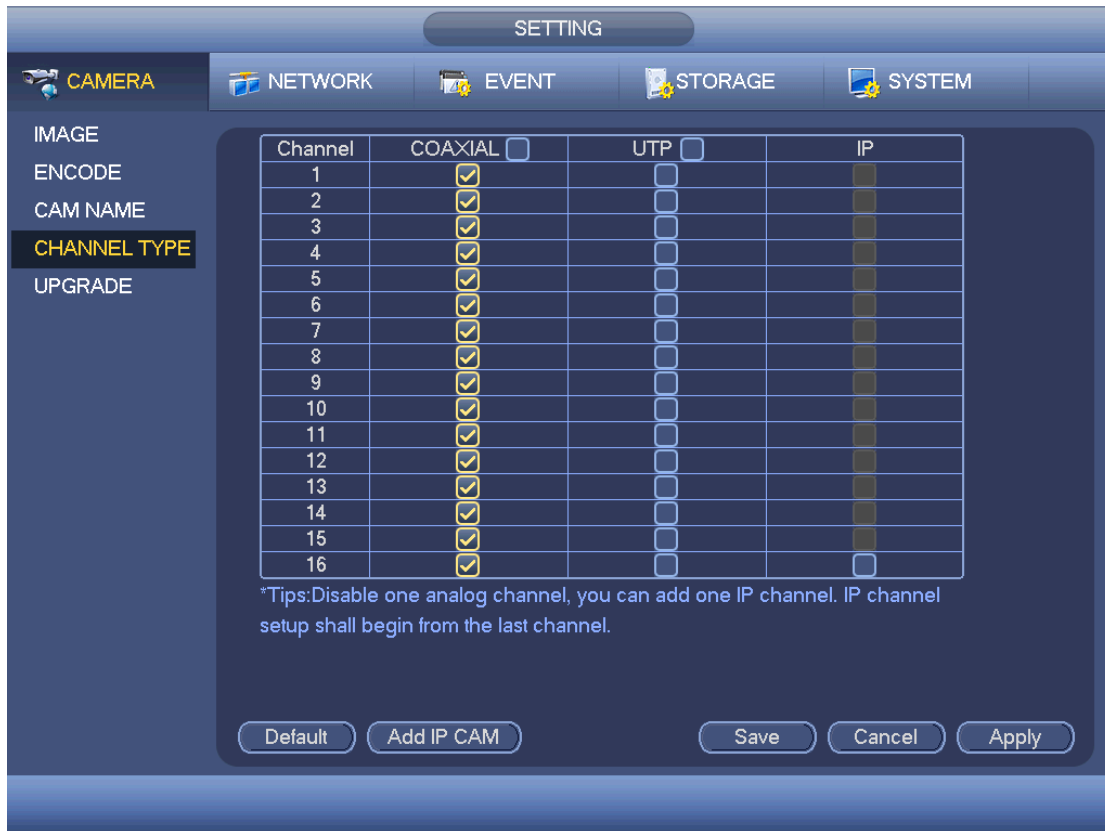 SETTING
CAMERA NETWORK EVENT STORAGE SYSTEM
IMAGE
ENCODE
CAM NAME
CHANNEL TYPE
UPGRADE
Channel COAXIAL UTP IP
1
2
3
4
5
6
7
8
9
10
11
12
13
14
15
16
*Tips:Disable one analog channel, you can add one IP channel. IP channel
setup shall begin from the last channel.
Default Add IP CAM Save Cancel Apply